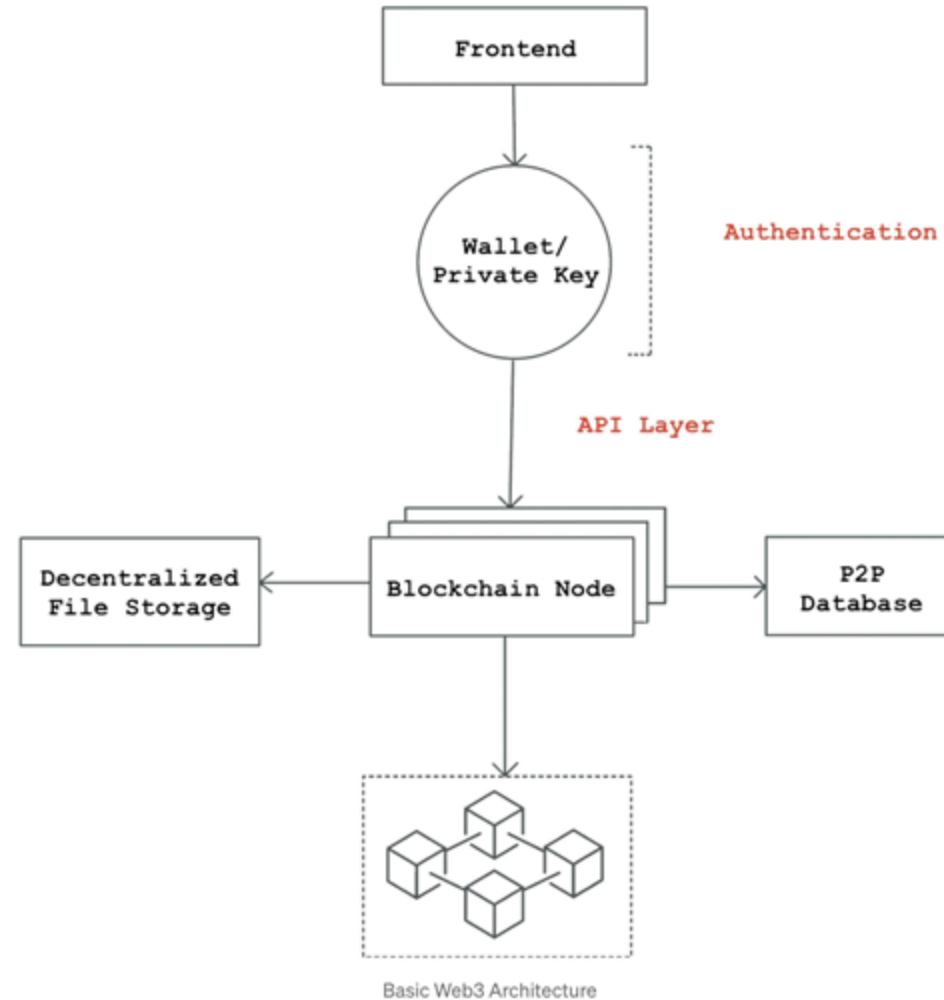 Frontend
Wallet/
Private Key
Authentication
API Layer
Decentralized
File Storage
Blockchain Node
P2P
Database
Basic Web3 Architecture